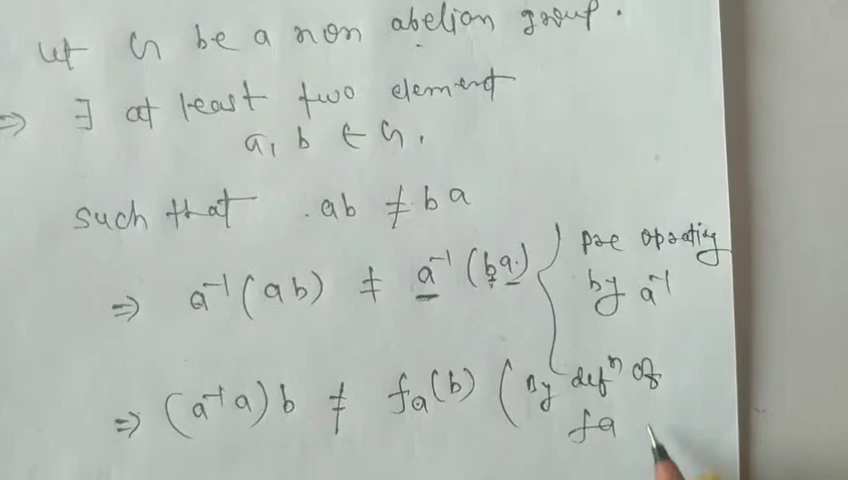 let G be a non abelian group.
⇒ ∃ at least two element
a, b ∈ G.
such that ab ≠ ba
⇒ a⁻¹(ab) ≠ a⁻¹(ba) } pre operating
by a⁻¹
⇒ (a⁻¹a)b ≠ fₐ(b) (By defⁿ of
fa